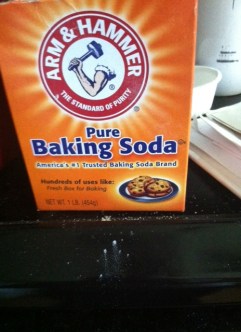 ARM & HAMMER
THE STANDARD OF PURITY
Pure
Baking Soda
America's #1 Trusted Baking Soda Brand
Hundreds of uses like:
Fresh Box for Baking
NET WT. 1 LB. (454g)